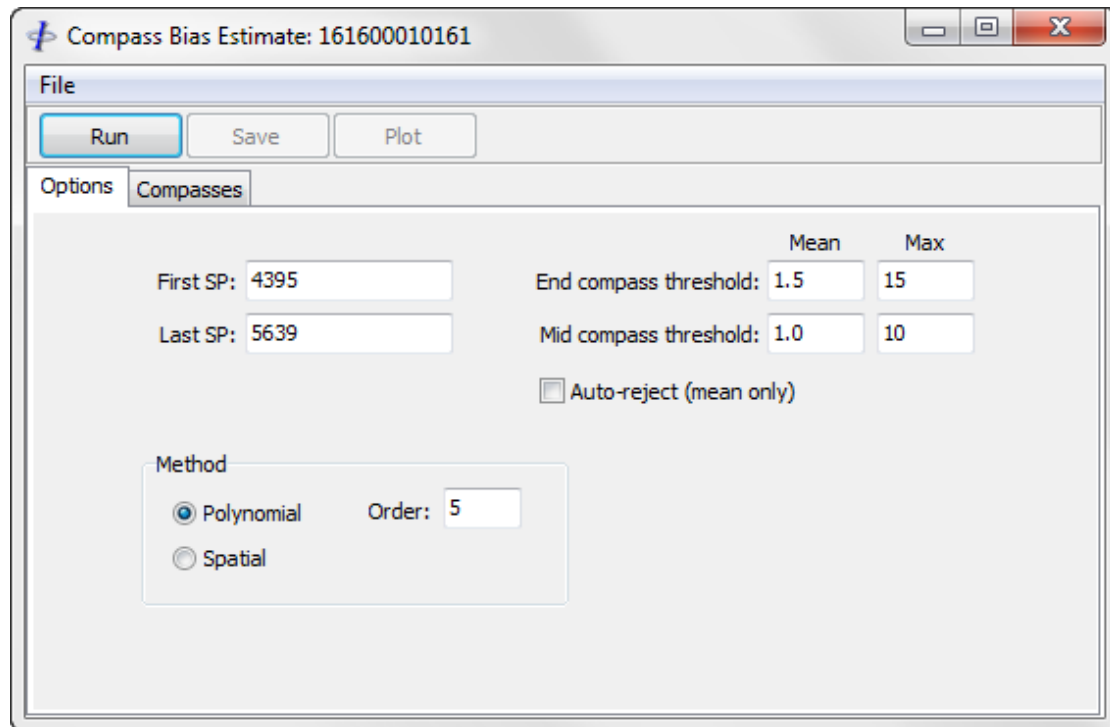 Compass Bias Estimate: 161600010161
File
Run Save Plot
Options Compasses
Mean Max
First SP: 4395 End compass threshold: 1.5 15
Last SP: 5639 Mid compass threshold: 1.0 10
Auto-reject (mean only)
Method
Polynomial Order: 5
Spatial